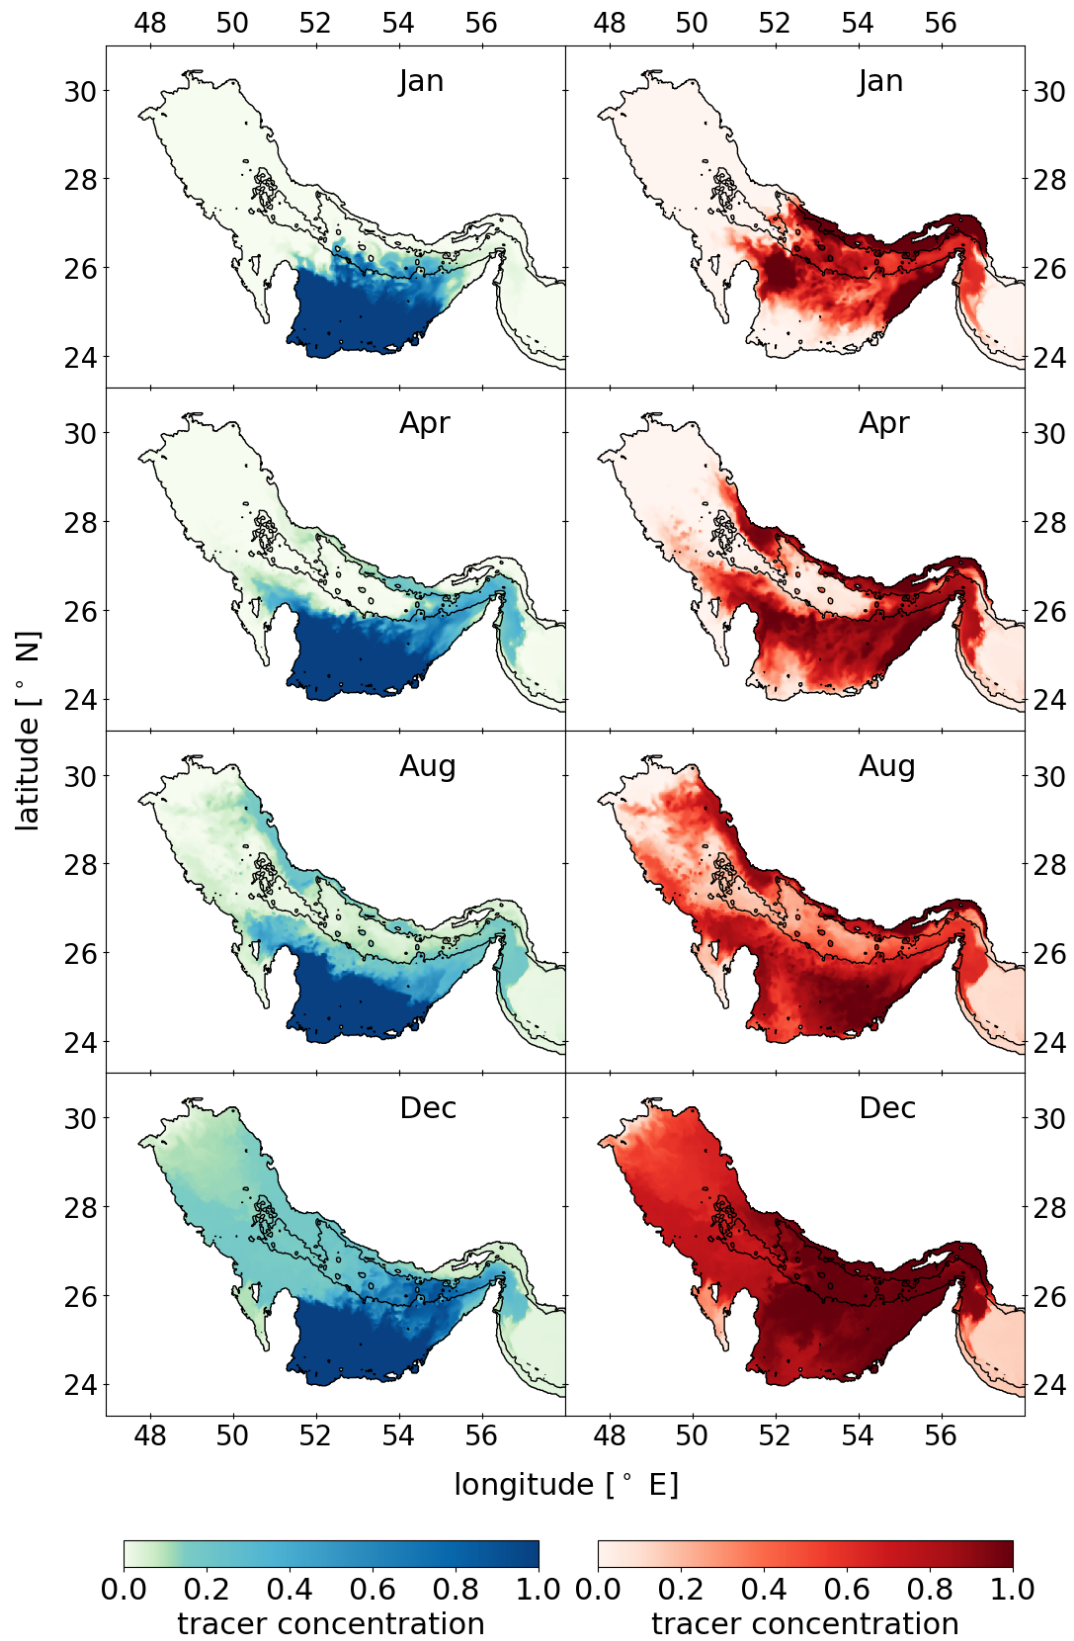 48 50 52 54 56 48 50 52 54 56
Jan Jan
30 30
28 28
26 26
24 24
Apr Apr
30 30
28 28
26 26
24 24
Aug Aug
30 30
28 28
26 26
24 24
Dec Dec
30 30
28 28
26 26
24 24
latitude [° N]
48 50 52 54 56 48 50 52 54 56
longitude [° E]
0.0 0.2 0.4 0.6 0.8 1.0 0.0 0.2 0.4 0.6 0.8 1.0
tracer concentration tracer concentration